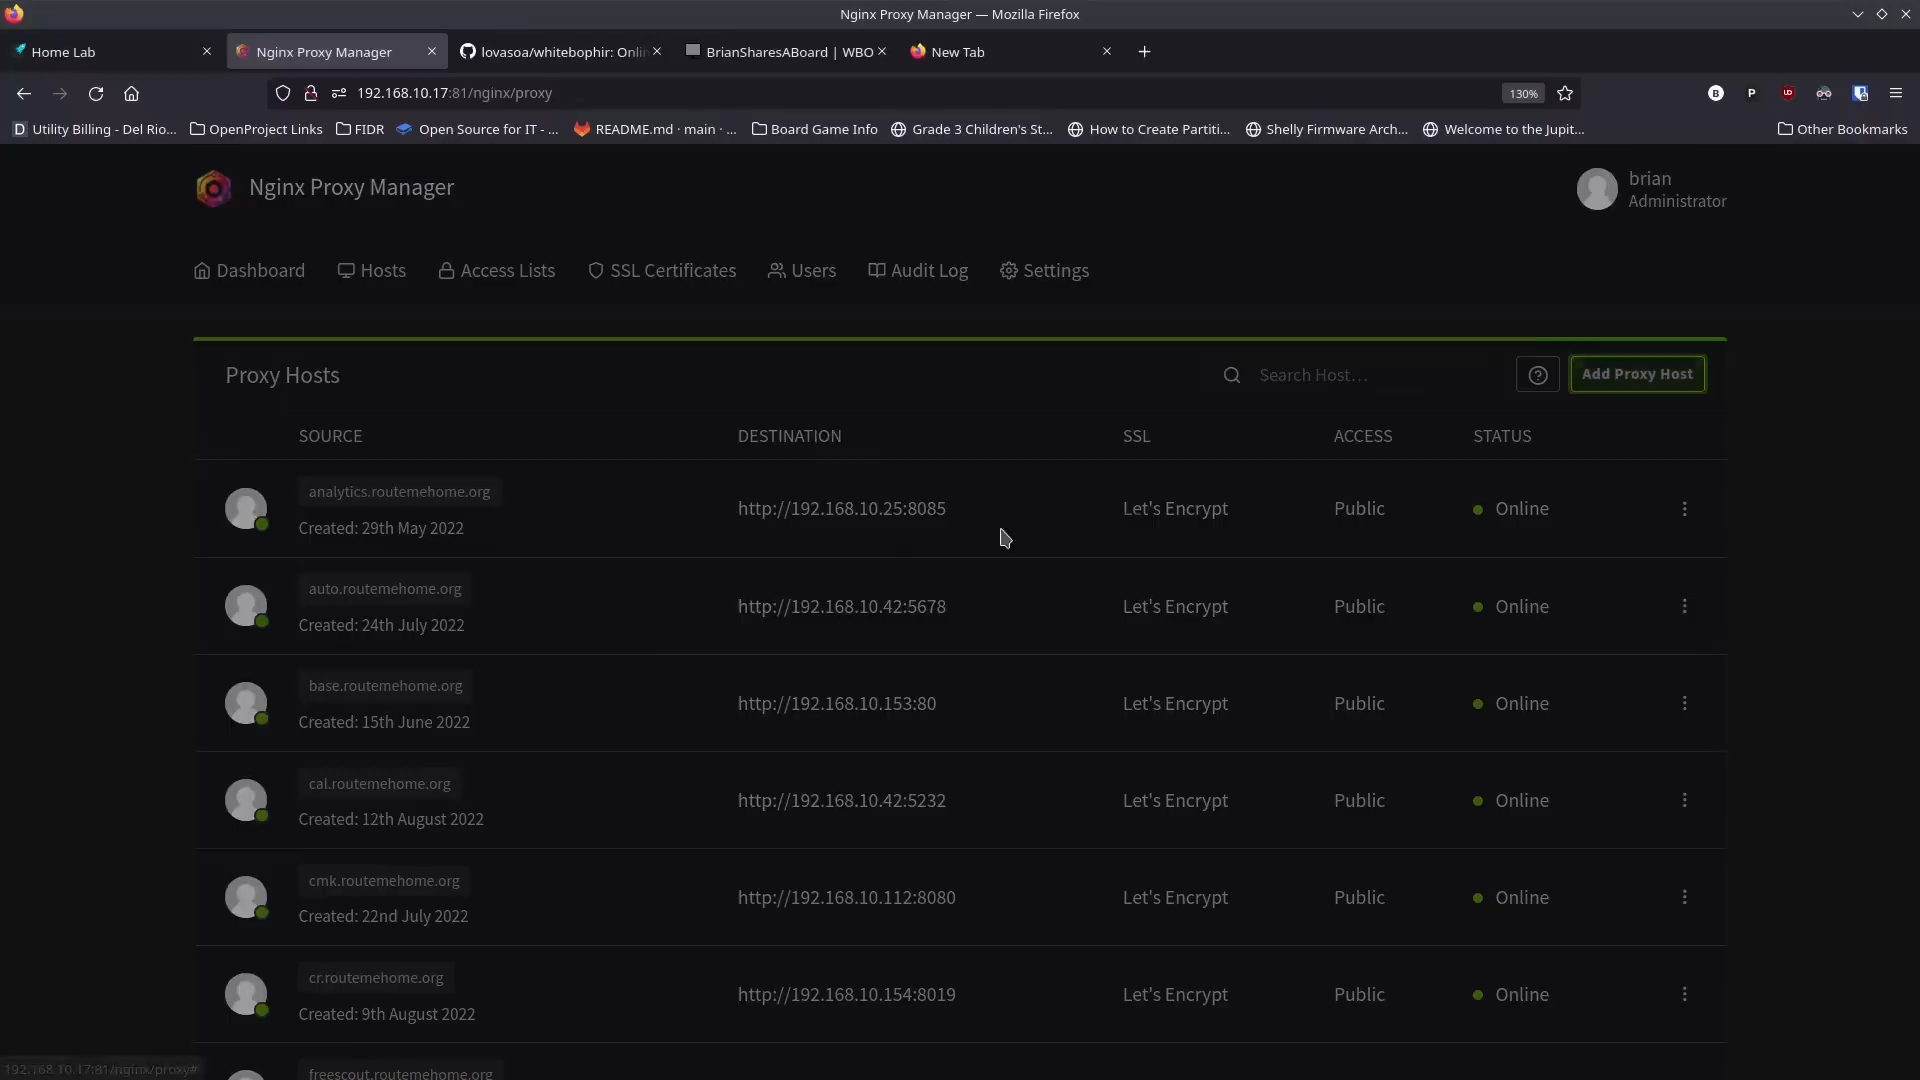 Nginx Proxy Manager — Mozilla Firefox
Home Lab
Nginx Proxy Manager
lovasoa/whitebophir: Onli
BrianSharesABoard | WBO
New Tab
192.168.10.17:81/nginx/proxy
130%
Utility Billing - Del Rio...
OpenProject Links
FIDR
Open Source for IT - ...
README.md · main · ...
Board Game Info
Grade 3 Children's St...
How to Create Partiti...
Shelly Firmware Arch...
Welcome to the Jupit...
Other Bookmarks
Nginx Proxy Manager
brian
Administrator
Dashboard
Hosts
Access Lists
SSL Certificates
Users
Audit Log
Settings
Proxy Hosts
Search Host…
Add Proxy Host
SOURCE DESTINATION SSL ACCESS STATUS
analytics.routemehome.org
Created: 29th May 2022
http://192.168.10.25:8085 Let's Encrypt Public Online
auto.routemehome.org
Created: 24th July 2022
http://192.168.10.42:5678 Let's Encrypt Public Online
base.routemehome.org
Created: 15th June 2022
http://192.168.10.153:80 Let's Encrypt Public Online
cal.routemehome.org
Created: 12th August 2022
http://192.168.10.42:5232 Let's Encrypt Public Online
cmk.routemehome.org
Created: 22nd July 2022
http://192.168.10.112:8080 Let's Encrypt Public Online
cr.routemehome.org
Created: 9th August 2022
http://192.168.10.154:8019 Let's Encrypt Public Online
freescout.routemehome.org
192.168.10.17:81/nginx/proxy#